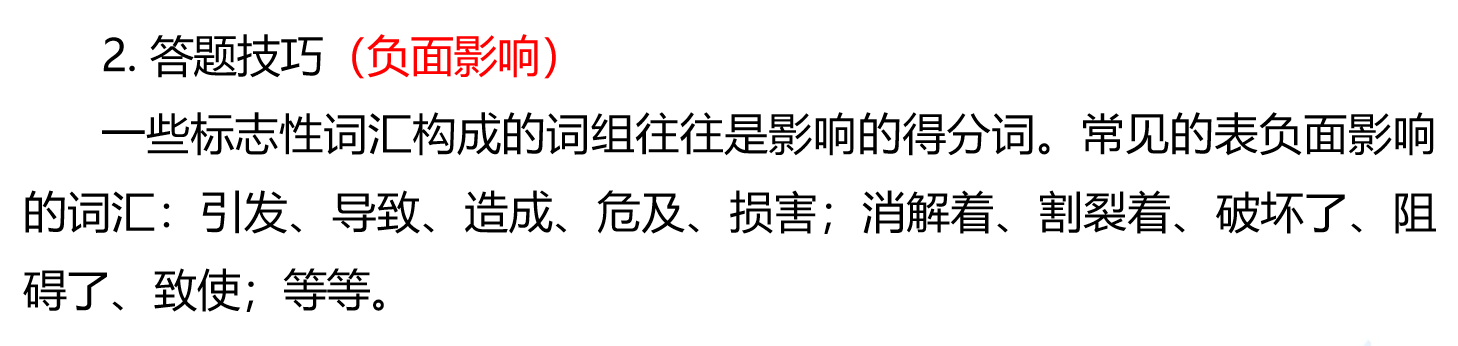 2. 答题技巧（负面影响）
一些标志性词汇构成的词组往往是影响的得分词。常见的表负面影响
的词汇：引发、导致、造成、危及、损害；消解着、割裂着、破坏了、阻
碍了、致使；等等。